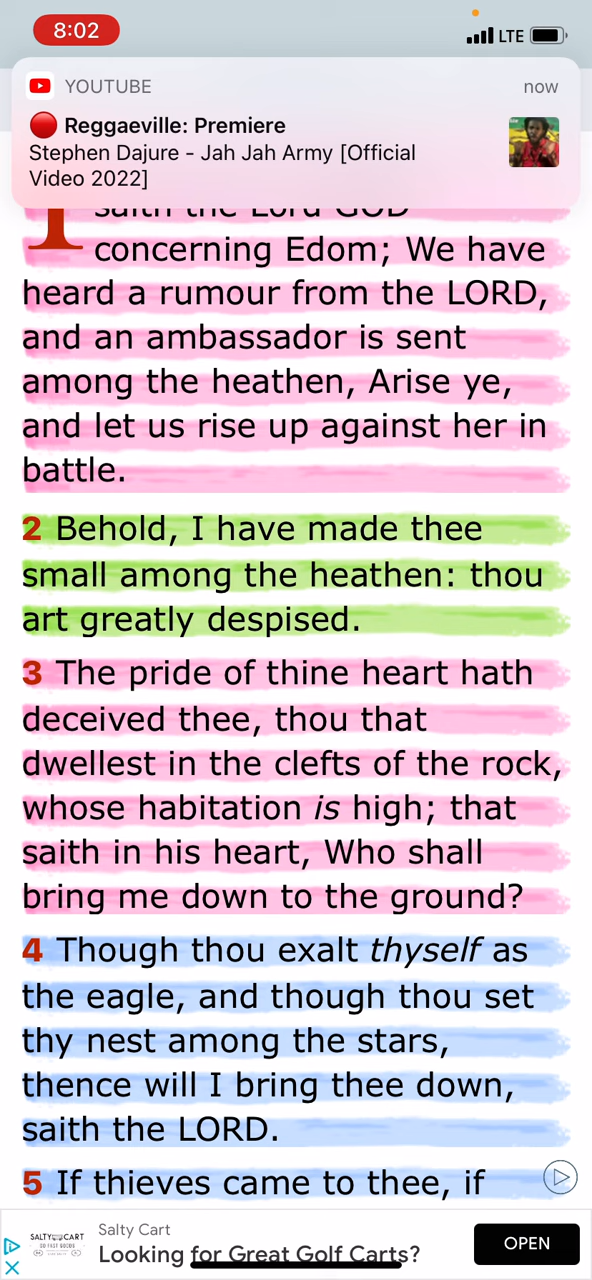 8:02
LTE
YOUTUBE
now
Reggaeville: Premiere
Stephen Dajure - Jah Jah Army [Official
Video 2022]
saith the Lord GOD
concerning Edom; We have
heard a rumour from the LORD,
and an ambassador is sent
among the heathen, Arise ye,
and let us rise up against her in
battle.
2 Behold, I have made thee
small among the heathen: thou
art greatly despised.
3 The pride of thine heart hath
deceived thee, thou that
dwellest in the clefts of the rock,
whose habitation is high; that
saith in his heart, Who shall
bring me down to the ground?
4 Though thou exalt thyself as
the eagle, and though thou set
thy nest among the stars,
thence will I bring thee down,
saith the LORD.
5 If thieves came to thee, if
SALTY CART
Salty Cart
Looking for Great Golf Carts?
OPEN